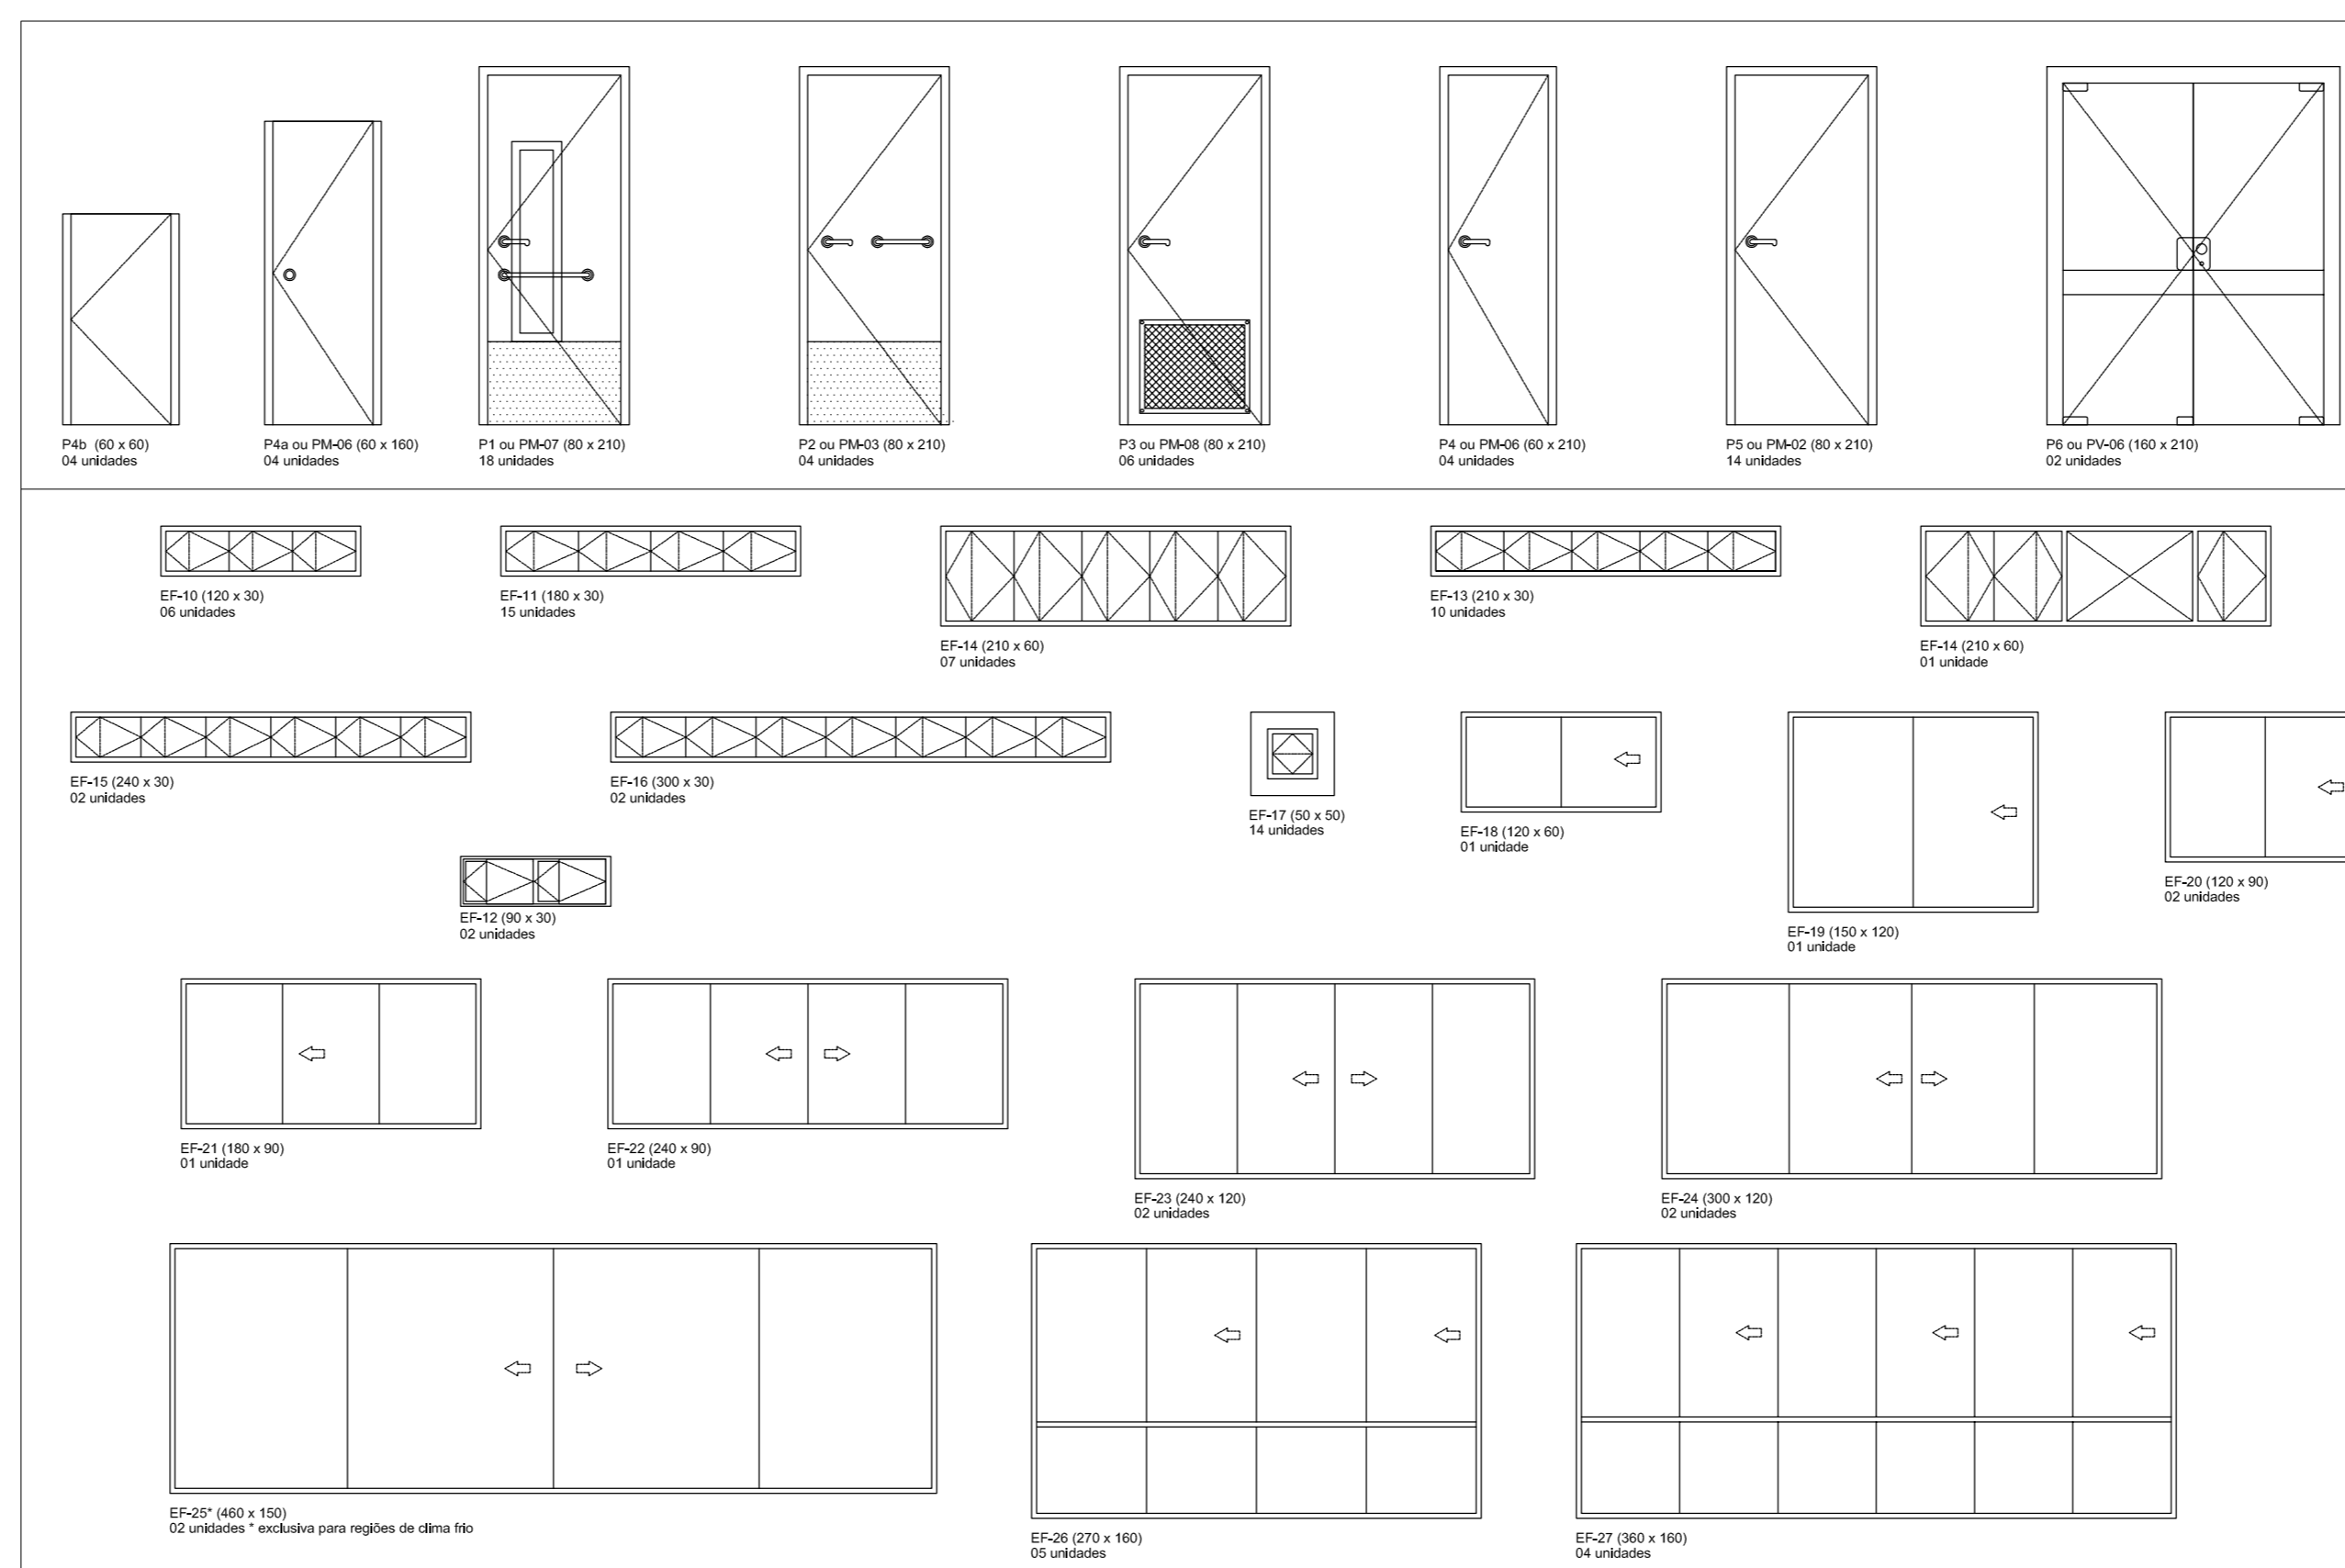 P4b (60 x 60)
04 unidades
P4a ou PM-06 (60 x 160)
04 unidades
P1 ou PM-07 (80 x 210)
18 unidades
P2 ou PM-03 (80 x 210)
04 unidades
P3 ou PM-08 (80 x 210)
06 unidades
P4 ou PM-06 (60 x 210)
04 unidades
P5 ou PM-02 (80 x 210)
14 unidades
P6 ou PV-06 (160 x 210)
02 unidades
EF-10 (120 x 30)
06 unidades
EF-11 (180 x 30)
15 unidades
EF-14 (210 x 60)
07 unidades
EF-13 (210 x 30)
10 unidades
EF-14 (210 x 60)
01 unidade
EF-15 (240 x 30)
02 unidades
EF-16 (300 x 30)
02 unidades
EF-17 (50 x 50)
14 unidades
EF-18 (120 x 60)
01 unidade
EF-19 (150 x 120)
01 unidade
EF-20 (120 x 90)
02 unidades
EF-12 (90 x 30)
02 unidades
EF-21 (180 x 90)
01 unidade
EF-22 (240 x 90)
01 unidade
EF-23 (240 x 120)
02 unidades
EF-24 (300 x 120)
02 unidades
EF-25* (460 x 150)
02 unidades * exclusiva para regiões de clima frio
EF-26 (270 x 160)
05 unidades
EF-27 (360 x 160)
04 unidades